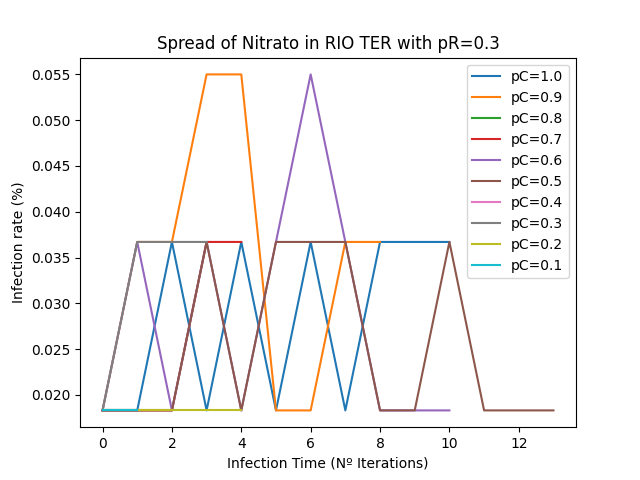 Spread of Nitrato in RIO TER with pR=0.3
Infection rate (%)
0.055
0.050
0.045
0.040
0.035
0.030
0.025
0.020
pC=1.0
pC=0.9
pC=0.8
pC=0.7
pC=0.6
pC=0.5
pC=0.4
pC=0.3
pC=0.2
pC=0.1
0 2 4 6 8 10 12
Infection Time (Nº Iterations)